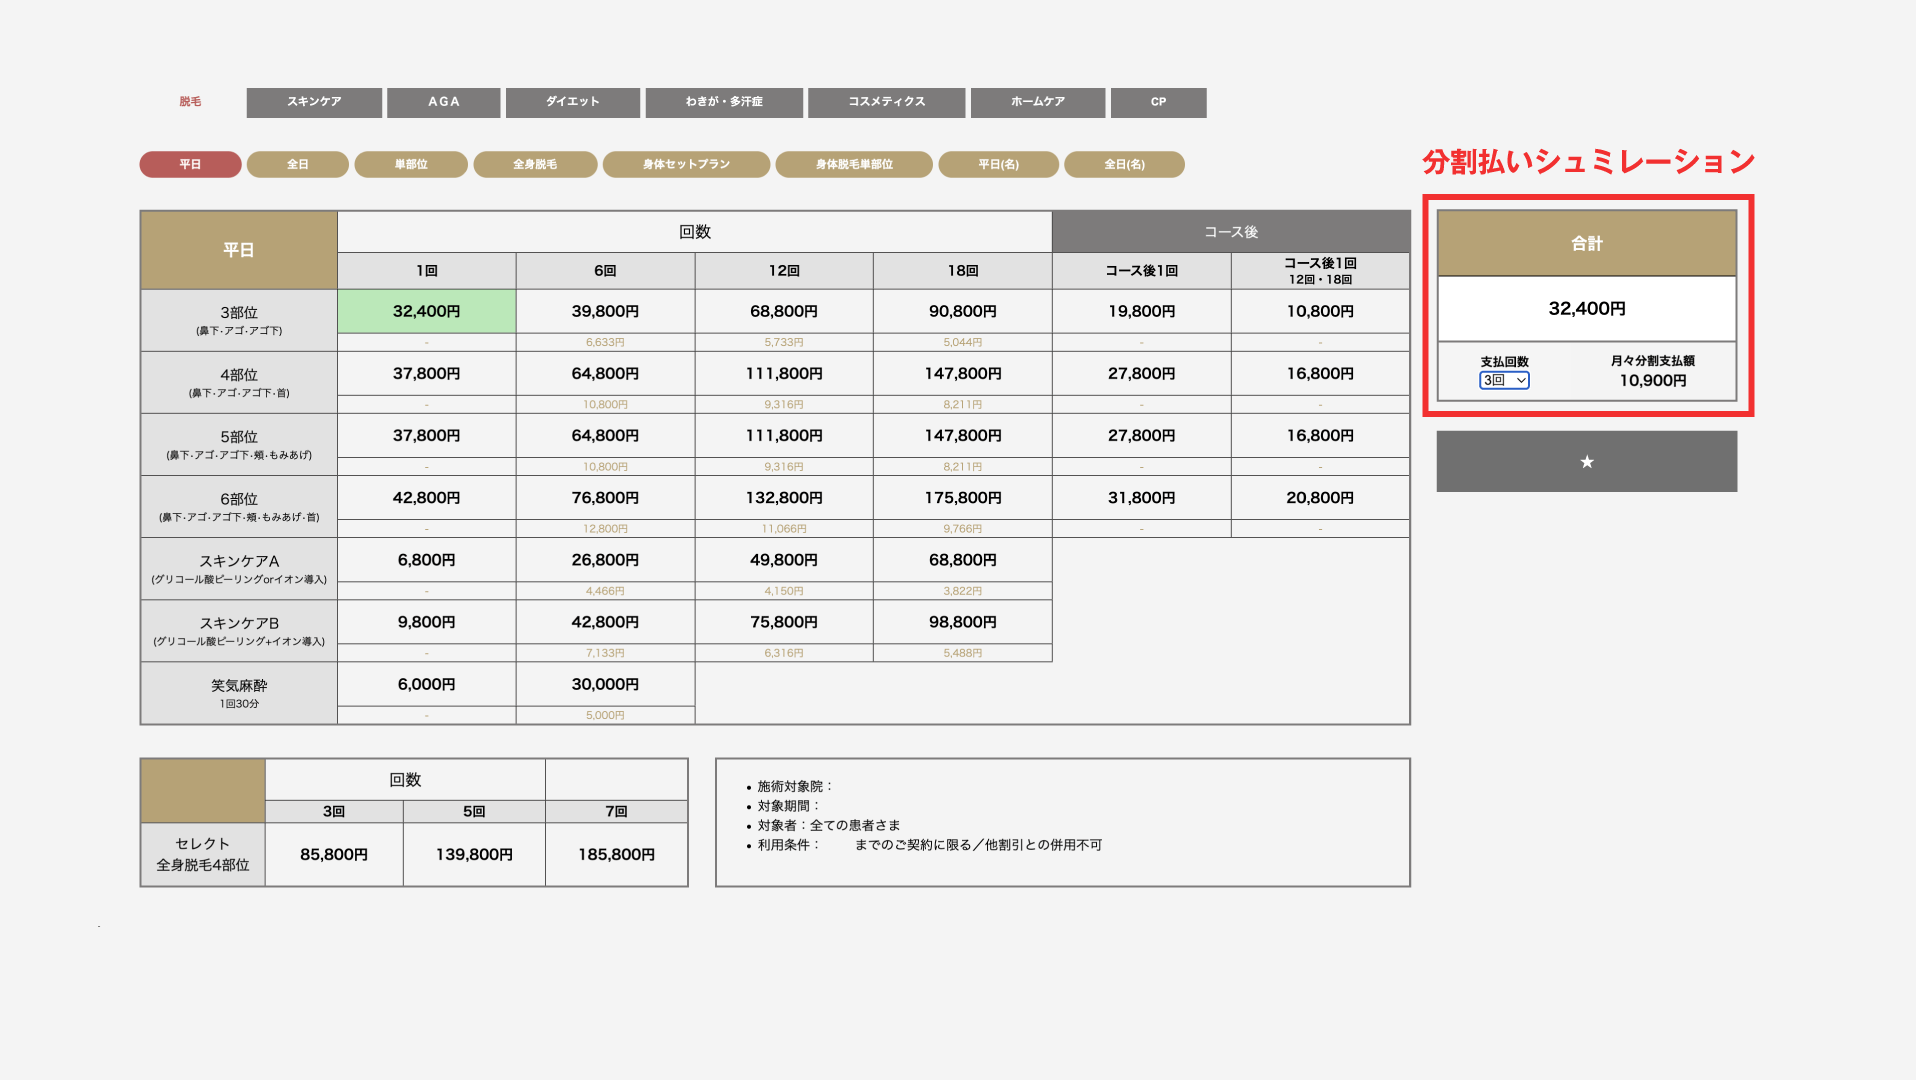 脱毛 スキンケア AGA ダイエット わきが・多汗症 コスメティクス ホームケア CP
平日 全日 単部位 全身脱毛 身体セットプラン 身体脱毛単部位 平日(名) 全日(名)
分割払いシュミレーション
平日 回数 コース後
1回 6回 12回 18回 コース後1回 コース後1回
12回・18回
3部位 32,400円 39,800円 68,800円 90,800円 19,800円 10,800円
(鼻下・アゴ・アゴ下) - 6,633円 5,733円 5,044円 - -
4部位 37,800円 64,800円 111,800円 147,800円 27,800円 16,800円
(鼻下・アゴ・アゴ下・首) - 10,800円 9,316円 8,211円 - -
5部位 37,800円 64,800円 111,800円 147,800円 27,800円 16,800円
(鼻下・アゴ・アゴ下・頬・もみあげ) - 10,800円 9,316円 8,211円 - -
6部位 42,800円 76,800円 132,800円 175,800円 31,800円 20,800円
(鼻下・アゴ・アゴ下・頬・もみあげ・首) - 12,800円 11,066円 9,766円 - -
スキンケアA 6,800円 26,800円 49,800円 68,800円
(グリコール酸ピーリングorイオン導入) - 4,466円 4,150円 3,822円
スキンケアB 9,800円 42,800円 75,800円 98,800円
(グリコール酸ピーリング+イオン導入) - 7,133円 6,316円 5,488円
笑気麻酔 6,000円 30,000円
1回30分 - 5,000円
合計
32,400円
支払回数 月々分割支払額
3回 10,900円
★
回数
3回 5回 7回
セレクト
全身脱毛4部位 85,800円 139,800円 185,800円
• 施術対象院：
• 対象期間：
• 対象者：全ての患者さま
• 利用条件： までのご契約に限る／他割引との併用不可